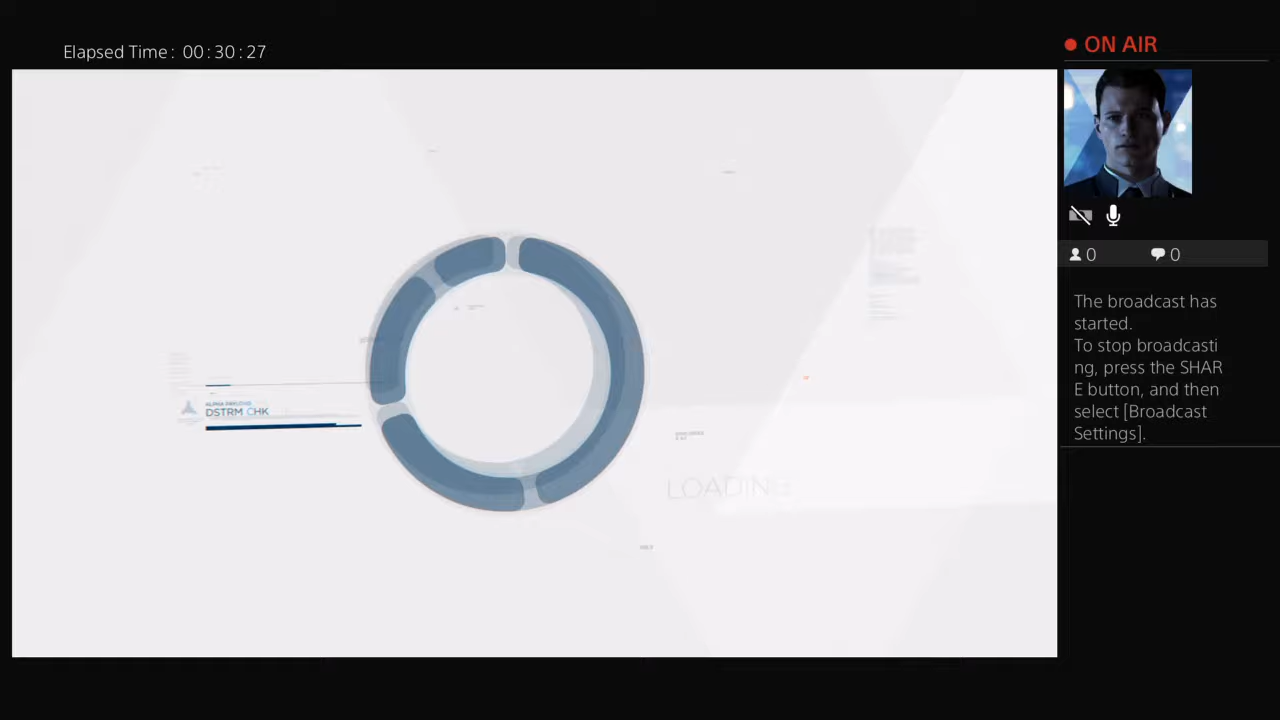 Elapsed Time: 00:30:27
ON AIR
0 0
The broadcast has
started.
To stop broadcasti
ng, press the SHAR
E button, and then
select [Broadcast
Settings].
DSTRM CHK
LOADING